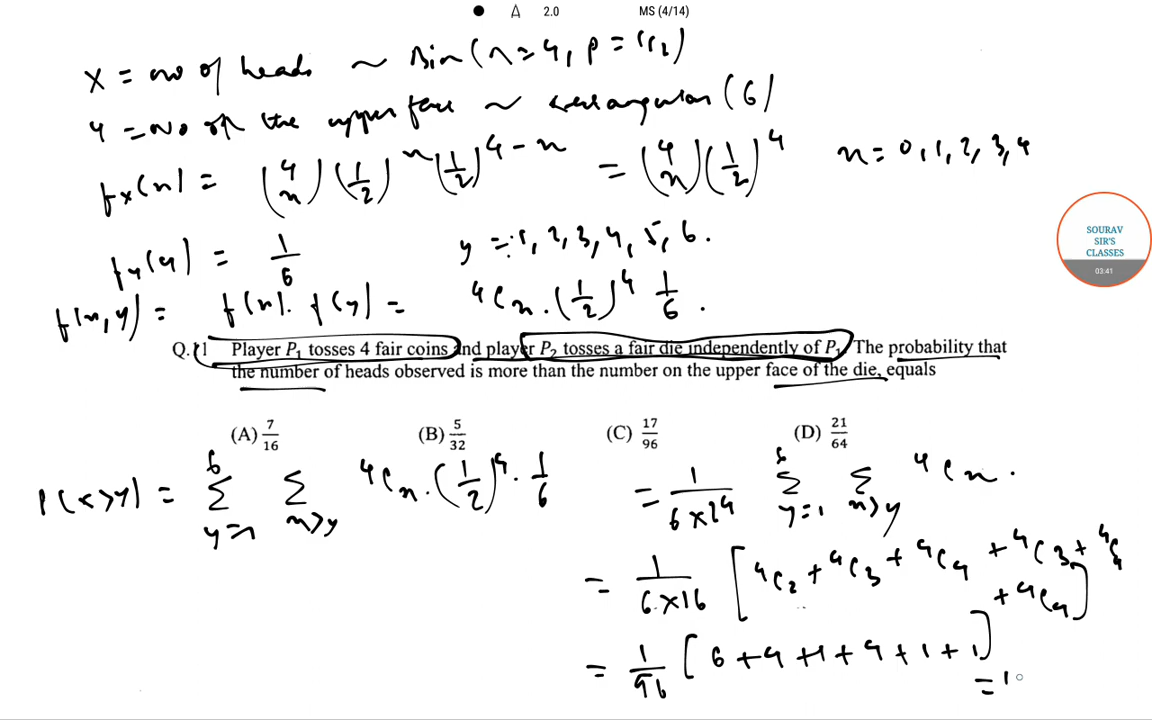 ● A 2.0 MS (4/14)
X = no of heads ~ Bin(n=4, p=1/2)
Y = No of the upper face ~ rectangular (6)
fx(x) = (4 x)(1/2)^x (1/2)^4-x = (4 x)(1/2)^4 x = 0, 1, 2, 3, 4
fy(y) = 1/6 y = 1, 2, 3, 4, 5, 6.
f(x,y) = f(x). f(y) = 4Cx . (1/2)^4 1/6 .
SOURAV
SIR'S
CLASSES
03:41
Q.11 Player P₁ tosses 4 fair coins and player P₂ tosses a fair die independently of P₁. The probability that
the number of heads observed is more than the number on the upper face of the die, equals
(A) 7/16 (B) 5/32 (C) 17/96 (D) 21/64
P(X>Y) = 6Σy=1 Σx>y 4Cx . (1/2)^4 . 1/6 = 1/6×2^4 6Σy=1 Σx>y 4Cx .
= 1/6×16 [4C2 + 4C3 + 4C4 + 4C3 + 4C4
+ 4C4]
= 1/96 [6 + 4 + 1 + 4 + 1 + 1]
= 1